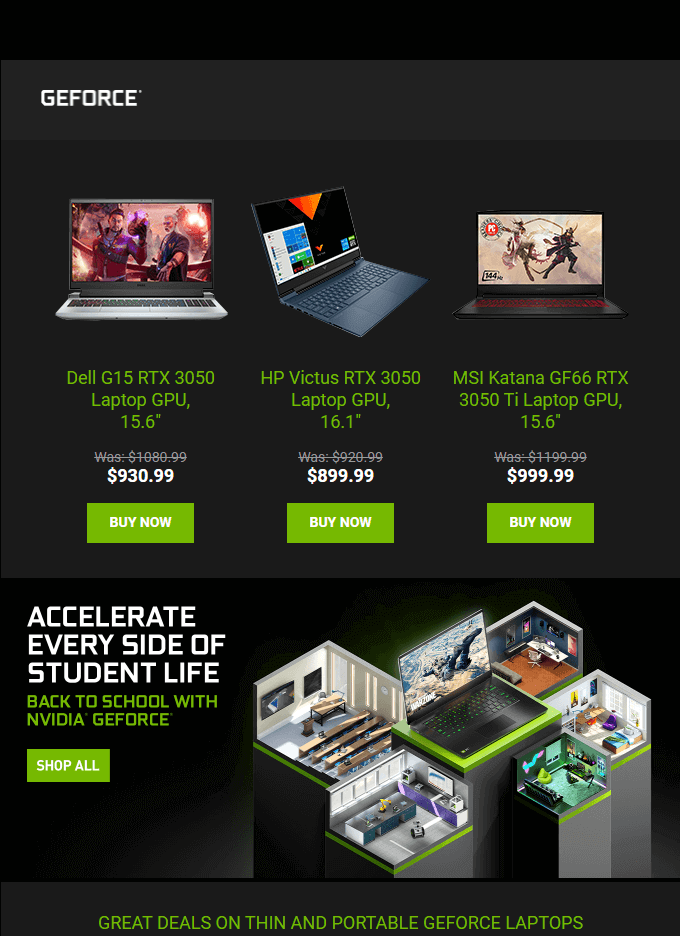 GEFORCE
PC
144Hz
Dell G15 RTX 3050
Laptop GPU,
15.6"
HP Victus RTX 3050
Laptop GPU,
16.1"
MSI Katana GF66 RTX
3050 Ti Laptop GPU,
15.6"
Was: $1080.99
$930.99
Was: $920.99
$899.99
Was: $1199.99
$999.99
BUY NOW
BUY NOW
BUY NOW
ACCELERATE
EVERY SIDE OF
STUDENT LIFE
BACK TO SCHOOL WITH
NVIDIA® GEFORCE®
SHOP ALL
WARZONE
GREAT DEALS ON THIN AND PORTABLE GEFORCE LAPTOPS